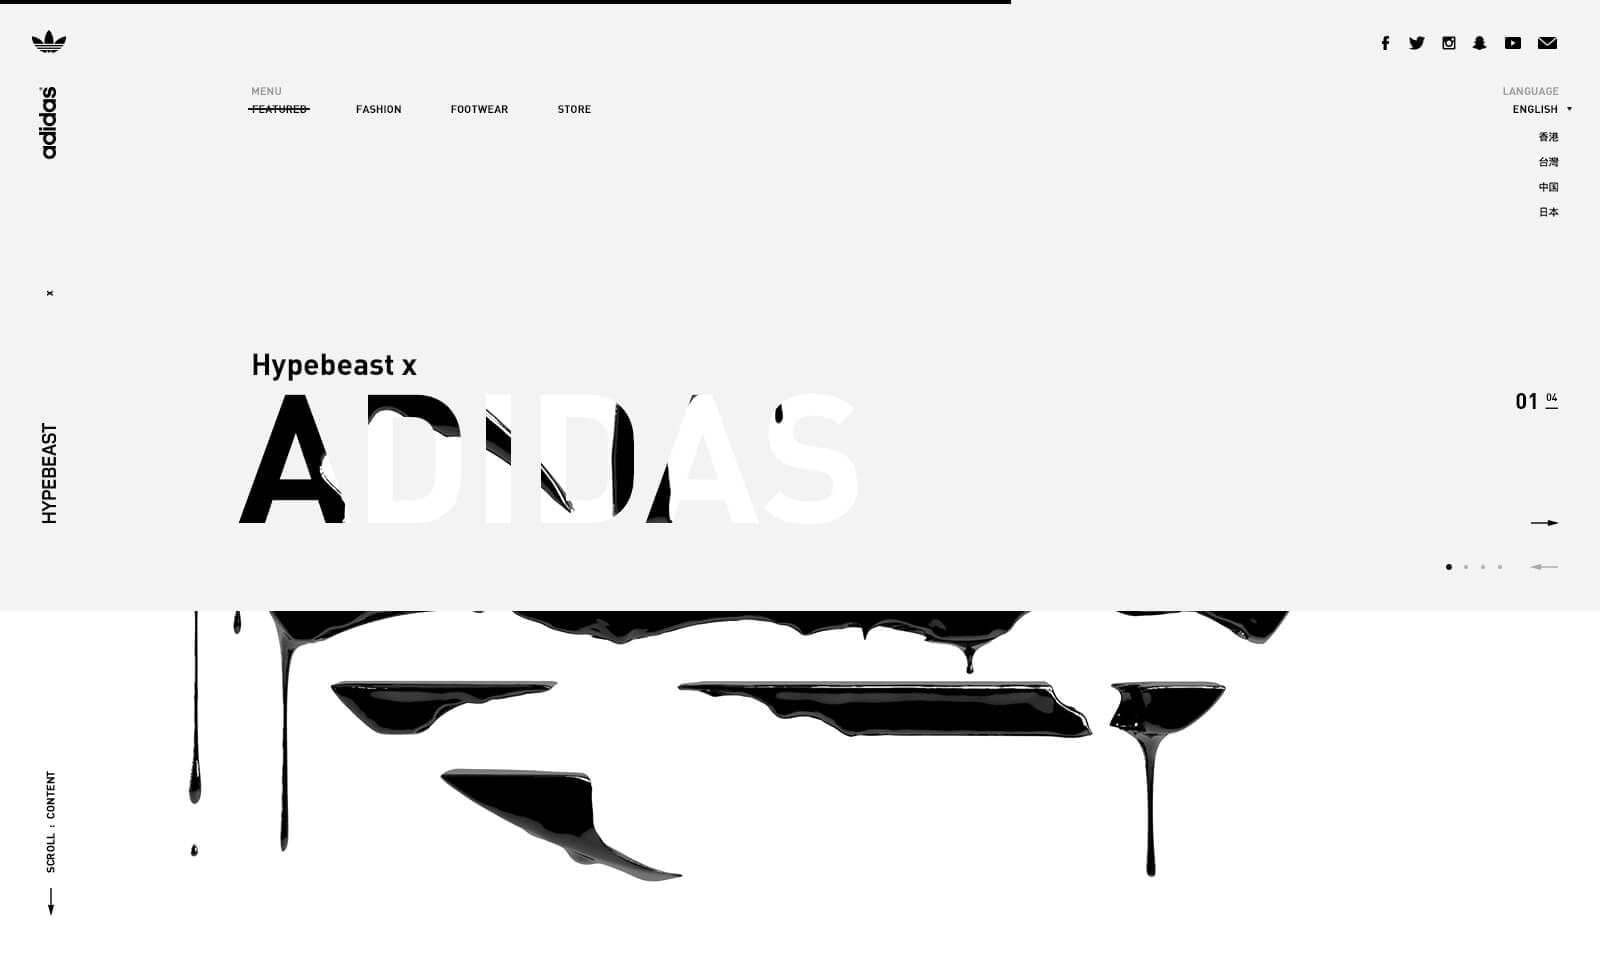 adidas
x
HYPEBEAST
SCROLL : CONTENT
MENU
FEATURED FASHION FOOTWEAR STORE
LANGUAGE
ENGLISH
香港
台灣
中国
日本
Hypebeast x
ADIDAS
01 04